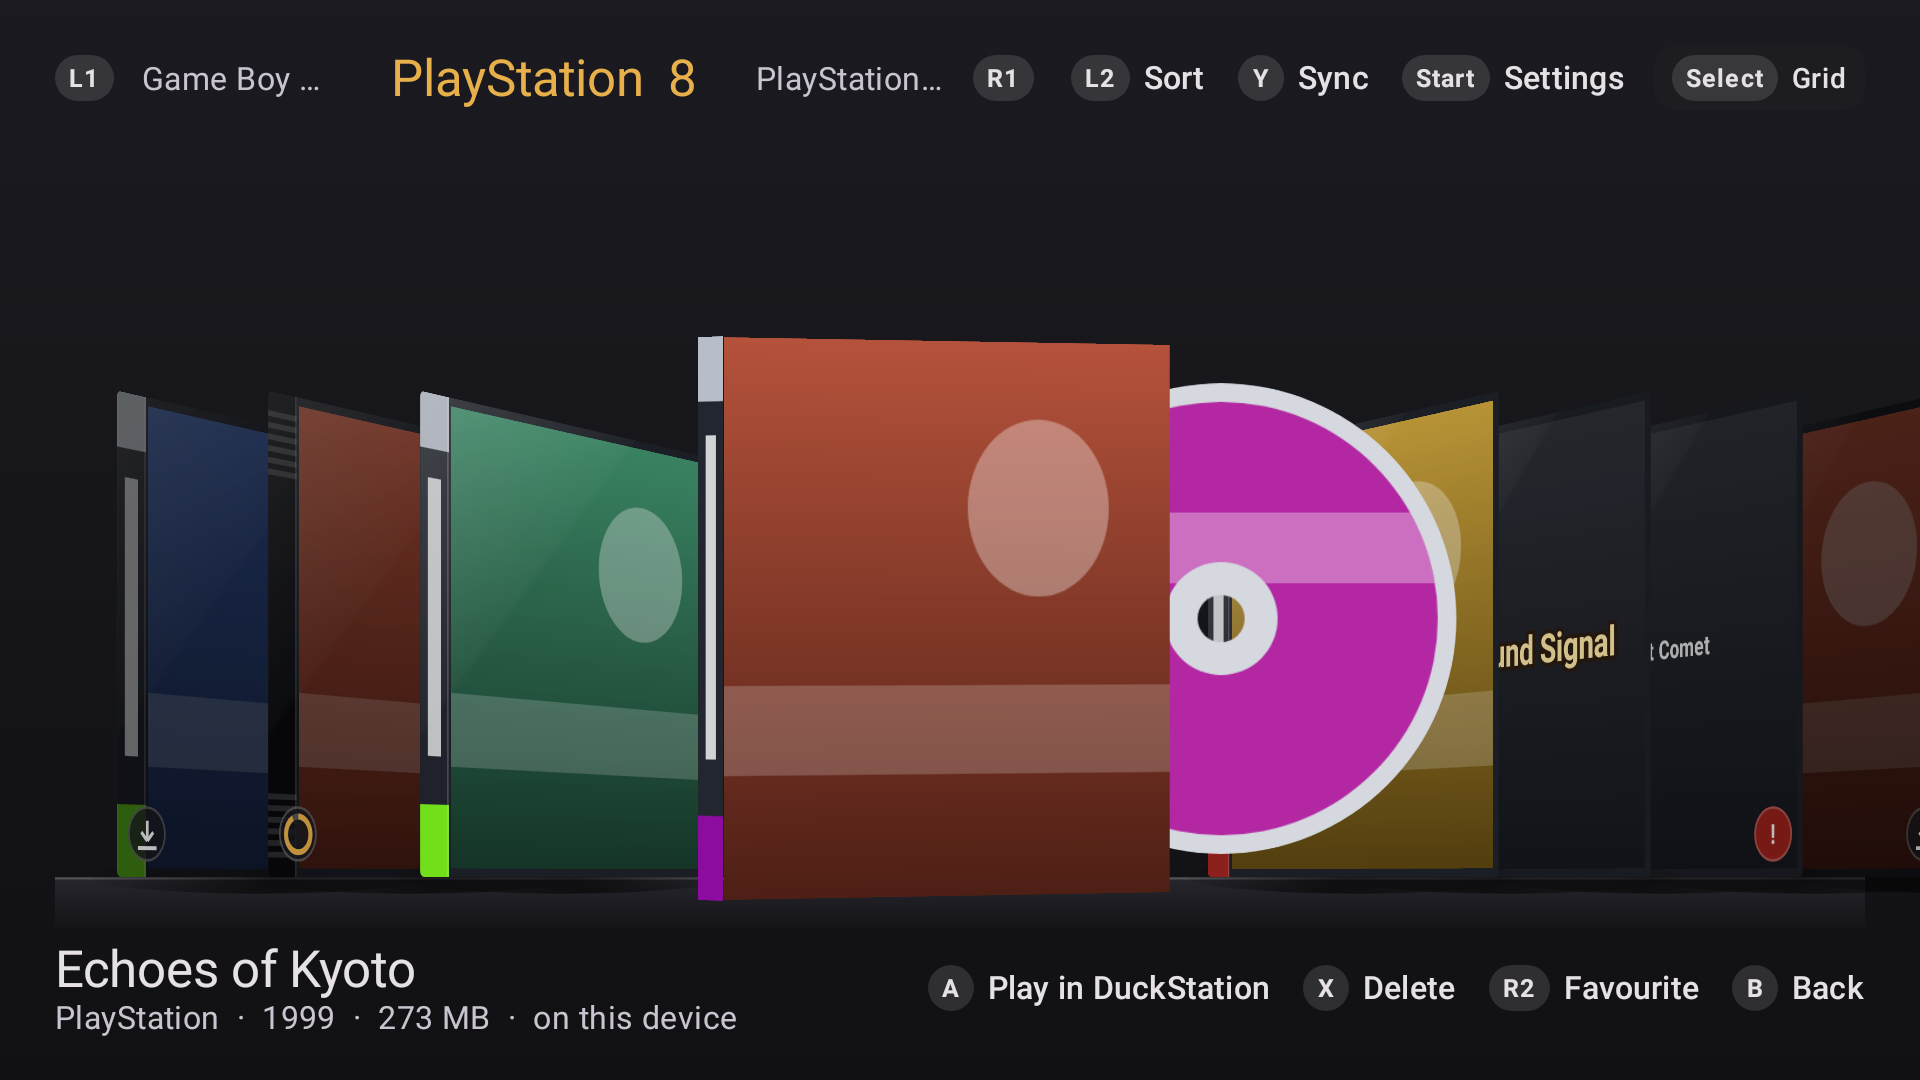 L1 Game Boy ... PlayStation 8 PlayStation... R1 L2 Sort Y Sync Start Settings Select Grid
und Signal
t Comet
!
Echoes of Kyoto
PlayStation · 1999 · 273 MB · on this device
A Play in DuckStation X Delete R2 Favourite B Back